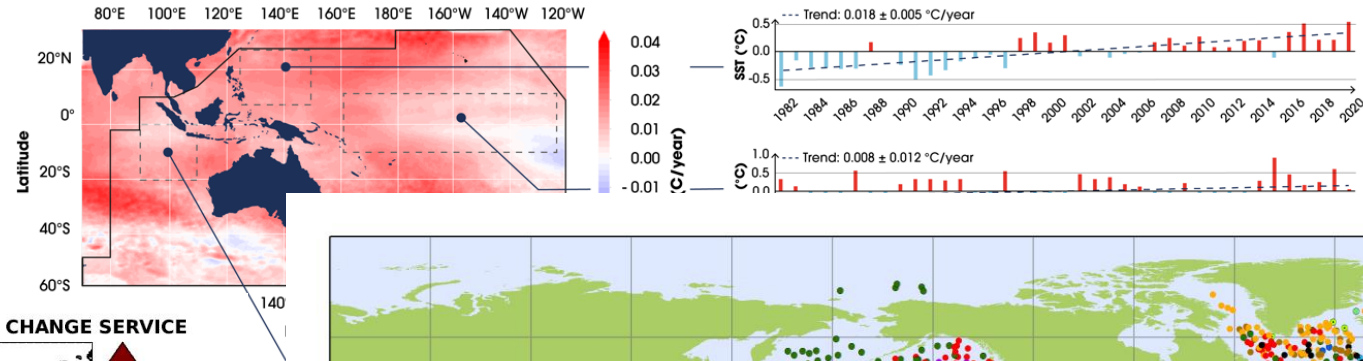 80°E 100°E 120°E 140°E 160°E 180° 160°W 140°W 120°W
20°N
0°
20°S
40°S
60°S
Latitude
140°
0.04
0.03
0.02
0.01
0.00
-0.01
(°C/year)
Trend: 0.018 ± 0.005 °C/year
SST (°C)
0.5
0.0
-0.5
1982 1984 1986 1988 1990 1992 1994 1996 1998 2000 2002 2004 2006 2008 2010 2012 2014 2016 2018 2020
Trend: 0.008 ± 0.012 °C/year
(°C)
1.0
0.5
0.0
CHANGE SERVICE